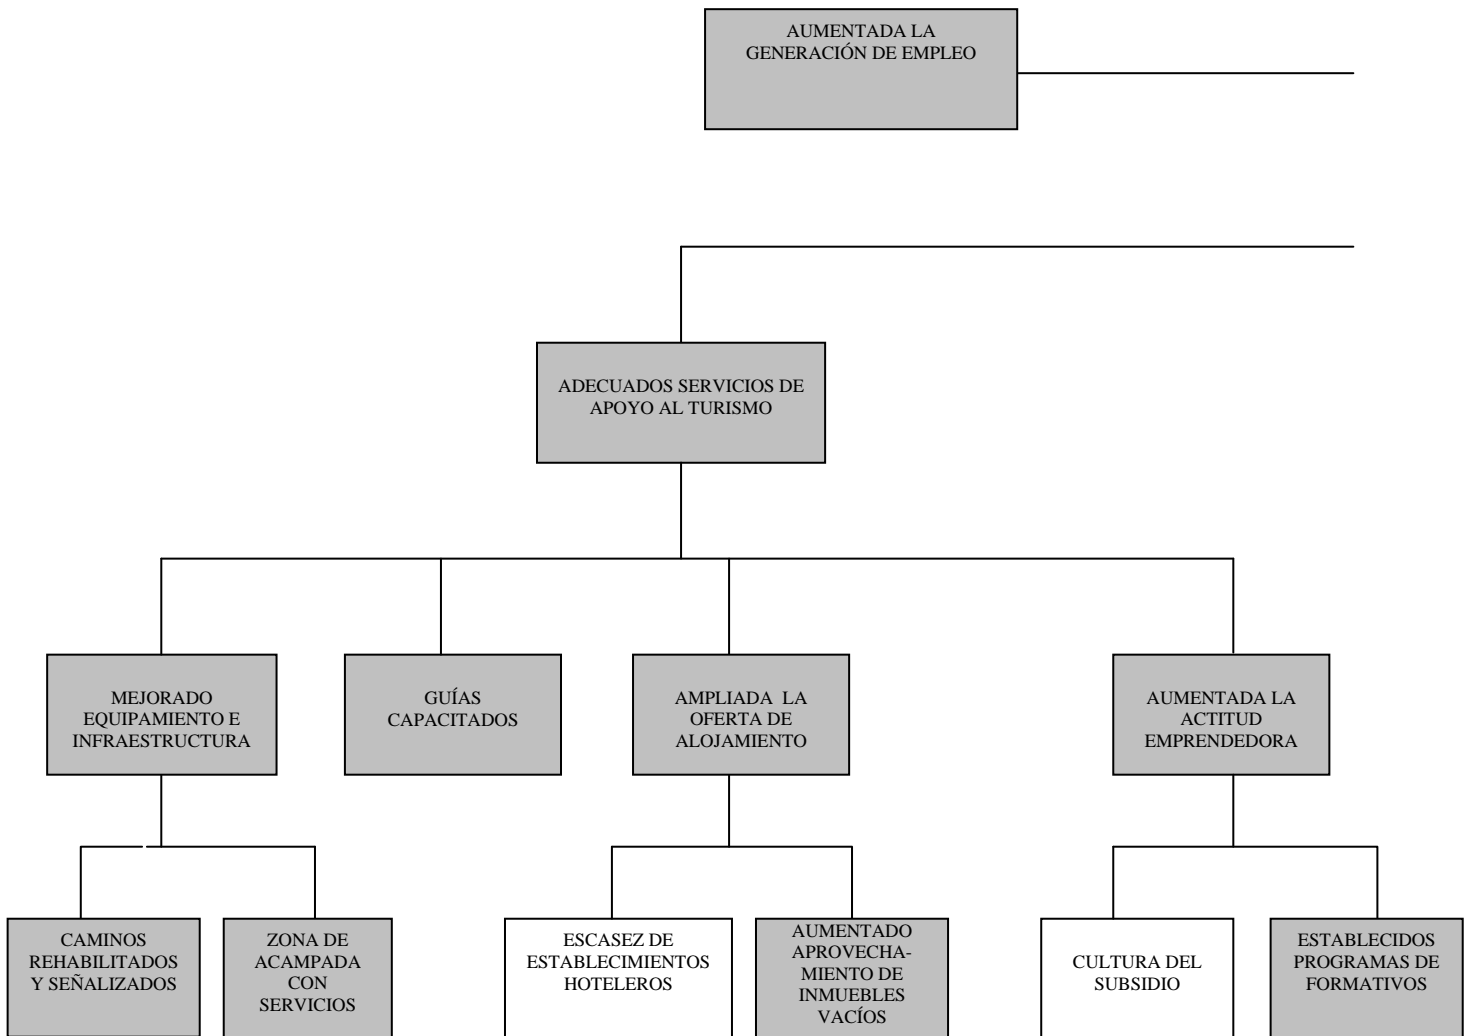 AUMENTADA LA
GENERACIÓN DE EMPLEO
ADECUADOS SERVICIOS DE
APOYO AL TURISMO
MEJORADO
EQUIPAMIENTO E
INFRAESTRUCTURA
GUÍAS
CAPACITADOS
AMPLIADA LA
OFERTA DE
ALOJAMIENTO
AUMENTADA LA
ACTITUD
EMPRENDEDORA
CAMINOS
REHABILITADOS
Y SEÑALIZADOS
ZONA DE
ACAMPADA
CON
SERVICIOS
ESCASEZ DE
ESTABLECIMIENTOS
HOTELEROS
AUMENTADO
APROVECHA-
MIENTO DE
INMUEBLES
VACÍOS
CULTURA DEL
SUBSIDIO
ESTABLECIDOS
PROGRAMAS DE
FORMATIVOS